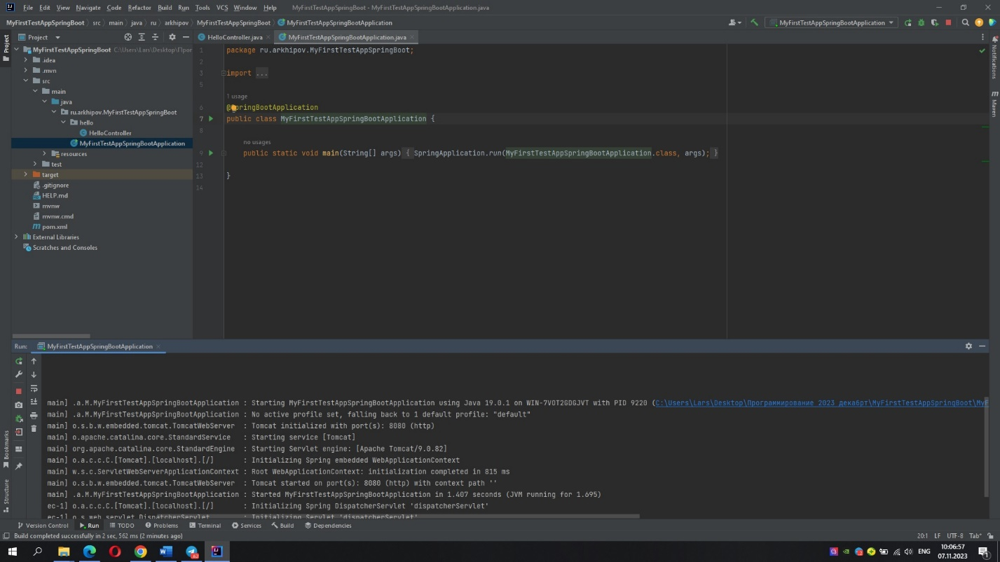 File Edit View Navigate Code Refactor Build Run Tools VCS Window Help MyFirstTestAppSpringBoot - MyFirstTestAppSpringBootApplication.java
MyFirstTestAppSpringBoot src main java ru arkhipov MyFirstTestAppSpringBoot MyFirstTestAppSpringBootApplication MyFirstTestAppSpringBootApplication
Project
Project
HelloController.java
MyFirstTestAppSpringBootApplication.java
MyFirstTestAppSpringBoot C:\Users\Lars\Desktop\Прог
.idea
.mvn
src
main
java
ru.arkhipov.MyFirstTestAppSpringBoot
hello
HelloController
MyFirstTestAppSpringBootApplication
resources
test
target
.gitignore
HELP.md
mvnw
mvnw.cmd
pom.xml
External Libraries
Scratches and Consoles
1 package ru.arkhipov.MyFirstTestAppSpringBoot;
2
3 import ...
5
1 usage
6 @SpringBootApplication
7 public class MyFirstTestAppSpringBootApplication {
8
no usages
9 public static void main(String[] args) { SpringApplication.run(MyFirstTestAppSpringBootApplication.class, args); }
12
13 }
14
Notifications
Maven
Run: MyFirstTestAppSpringBootApplication
main] .a.M.MyFirstTestAppSpringBootApplication : Starting MyFirstTestAppSpringBootApplication using Java 19.0.1 on WIN-7VOT2GDGJVT with PID 9220 (C:\Users\Lars\Desktop\Программирование 2023 декабрт\MyFirstTestAppSpringBoot\MyF
main] .a.M.MyFirstTestAppSpringBootApplication : No active profile set, falling back to 1 default profile: "default"
main] o.s.b.w.embedded.tomcat.TomcatWebServer : Tomcat initialized with port(s): 8080 (http)
main] o.apache.catalina.core.StandardService : Starting service [Tomcat]
main] org.apache.catalina.core.StandardEngine : Starting Servlet engine: [Apache Tomcat/9.0.82]
main] o.a.c.c.C.[Tomcat].[localhost].[/] : Initializing Spring embedded WebApplicationContext
main] w.s.c.ServletWebServerApplicationContext : Root WebApplicationContext: initialization completed in 815 ms
main] o.s.b.w.embedded.tomcat.TomcatWebServer : Tomcat started on port(s): 8080 (http) with context path ''
main] .a.M.MyFirstTestAppSpringBootApplication : Started MyFirstTestAppSpringBootApplication in 1.407 seconds (JVM running for 1.695)
ec-1] o.a.c.c.C.[Tomcat].[localhost].[/] : Initializing Spring DispatcherServlet 'dispatcherServlet'
ec-1] o.s.web.servlet.DispatcherServlet : Initializing Servlet 'dispatcherServlet'
Bookmarks
Structure
Version Control Run TODO Problems Terminal Services Build Dependencies
Build completed successfully in 2 sec, 562 ms (2 minutes ago) 20:1 LF UTF-8 Tab*
ENG
10:06:57
07.11.2023